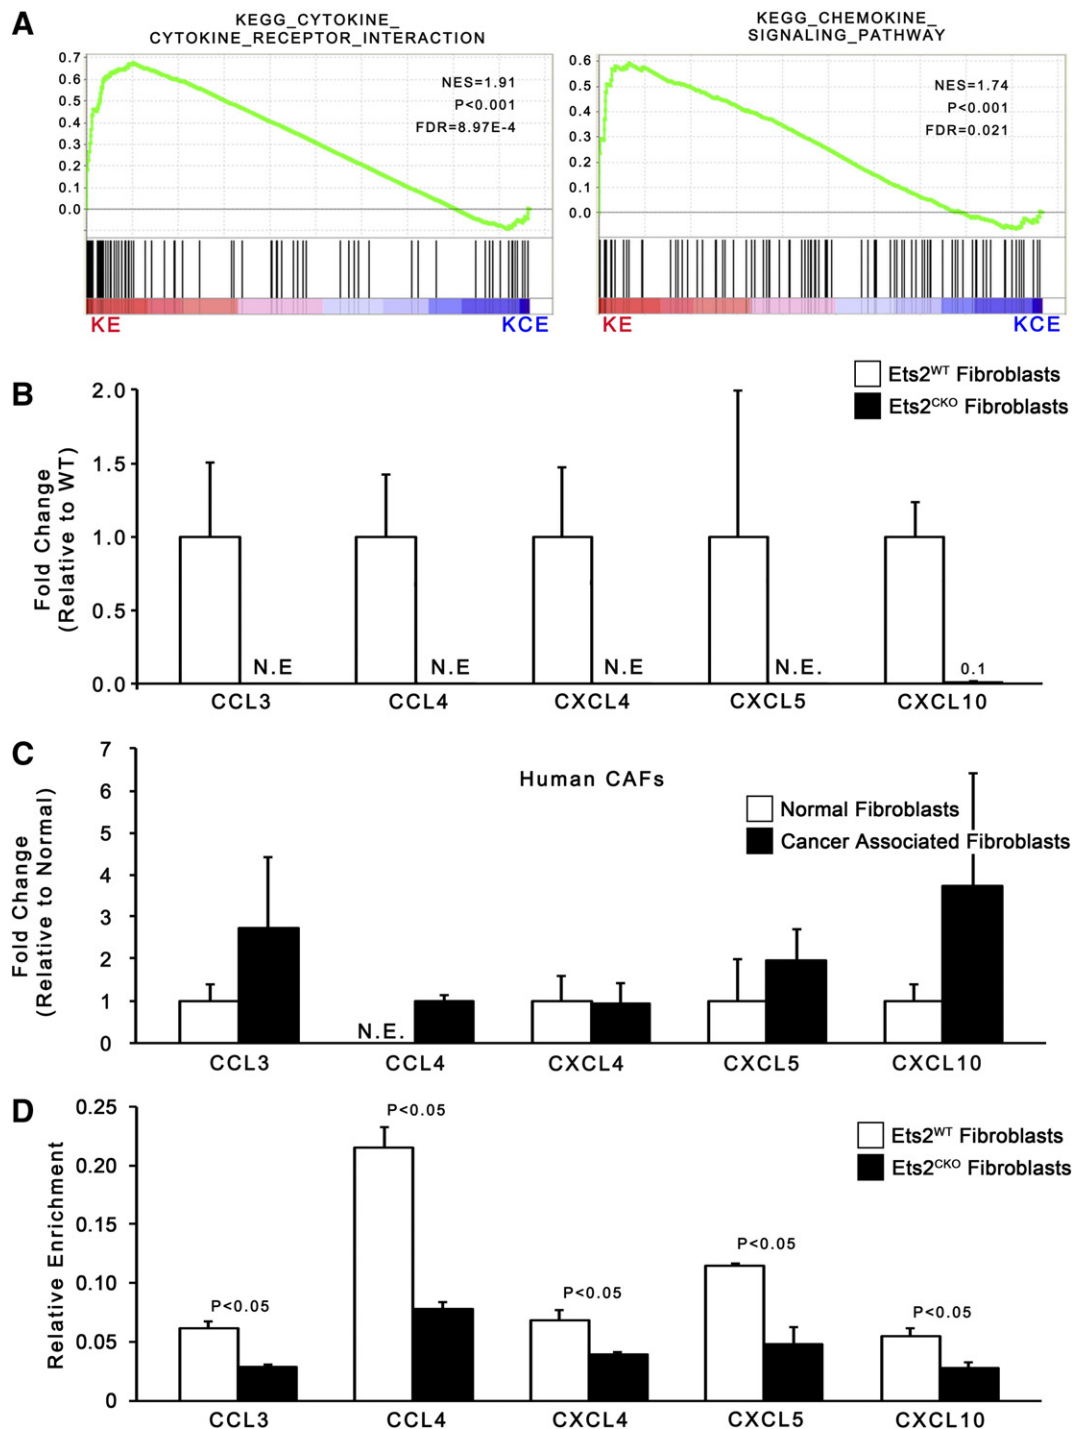 A
KEGG_CYTOKINE_
CYTOKINE_RECEPTOR_INTERACTION
0.7
0.6
0.5
0.4
0.3
0.2
0.1
0.0
NES=1.91
P<0.001
FDR=8.97E-4
KE
KCE
KEGG_CHEMOKINE_
SIGNALING_PATHWAY
0.6
0.5
0.4
0.3
0.2
0.1
0.0
NES=1.74
P<0.001
FDR=0.021
KE
KCE
B
Ets2WT Fibroblasts
Ets2CKO Fibroblasts
Fold Change
(Relative to WT)
2.0
1.5
1.0
0.5
0.0
N.E
N.E
N.E
N.E.
0.1
CCL3
CCL4
CXCL4
CXCL5
CXCL10
C
Human CAFs
Normal Fibroblasts
Cancer Associated Fibroblasts
Fold Change
(Relative to Normal)
7
6
5
4
3
2
1
0
N.E.
CCL3
CCL4
CXCL4
CXCL5
CXCL10
D
Ets2WT Fibroblasts
Ets2CKO Fibroblasts
Relative Enrichment
0.25
0.20
0.15
0.10
0.05
0
P<0.05
P<0.05
P<0.05
P<0.05
P<0.05
CCL3
CCL4
CXCL4
CXCL5
CXCL10